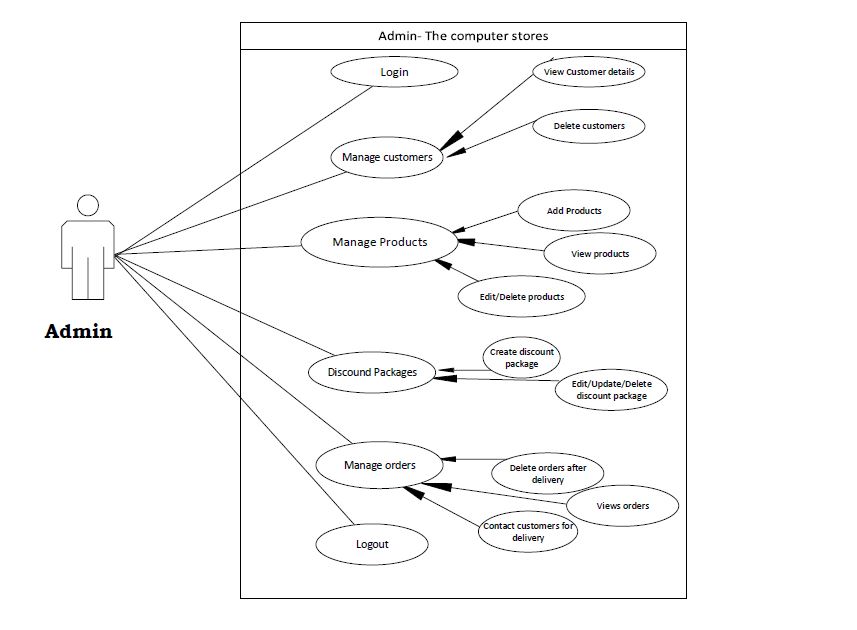 Admin- The computer stores
Login
View Customer details
Delete customers
Manage customers
Add Products
Manage Products
View products
Edit/Delete products
Admin
Create discount
package
Discound Packages
Edit/Update/Delete
discount package
Manage orders
Delete orders after
delivery
Views orders
Contact customers for
delivery
Logout